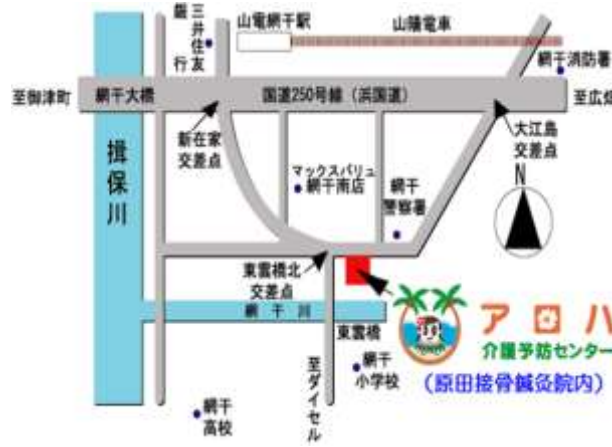 三井住友
銀行
山電網干駅
山陽電車
網干消防署
至御津町
網干大橋
国道250号線（浜国道）
至広畑
新在家
交差点
大江島
交差点
揖保川
マックスバリュ
網干南店
網干
警察署
N
東雲橋北
交差点
網干川
東雲橋
アロハ
介護予防センター
（原田接骨鍼灸院内）
至ダイセル
網干
小学校
網干
高校